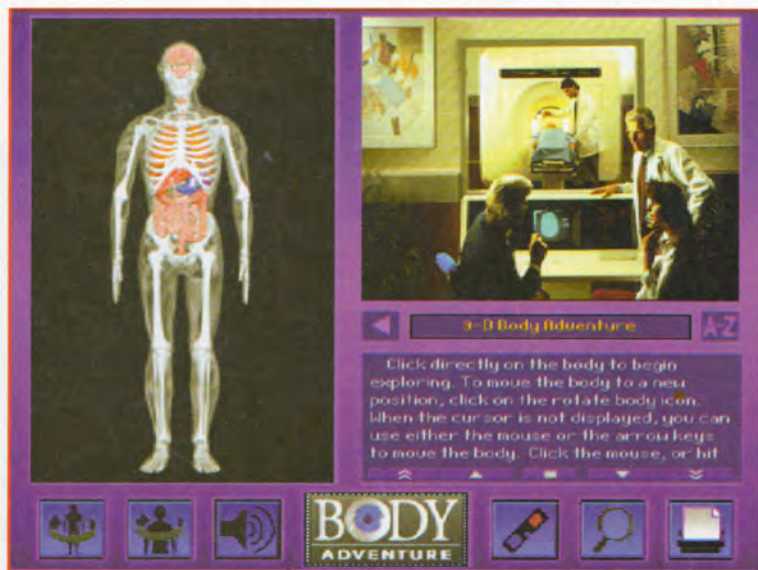 3-D Body Adventure
A-Z
Click directly on the body to begin
exploring. To move the body to a new
position, click on the rotate body icon.
When the cursor is not displayed, you can
use either the mouse or the arrow keys
to move the body. Click the mouse, or hit
BODY
ADVENTURE